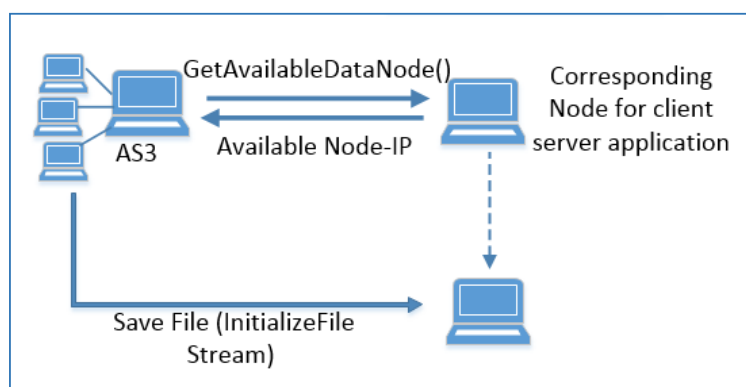 GetAvailableDataNode()
AS3
Available Node-IP
Corresponding
Node for client
server application
Save File (InitializeFile
Stream)